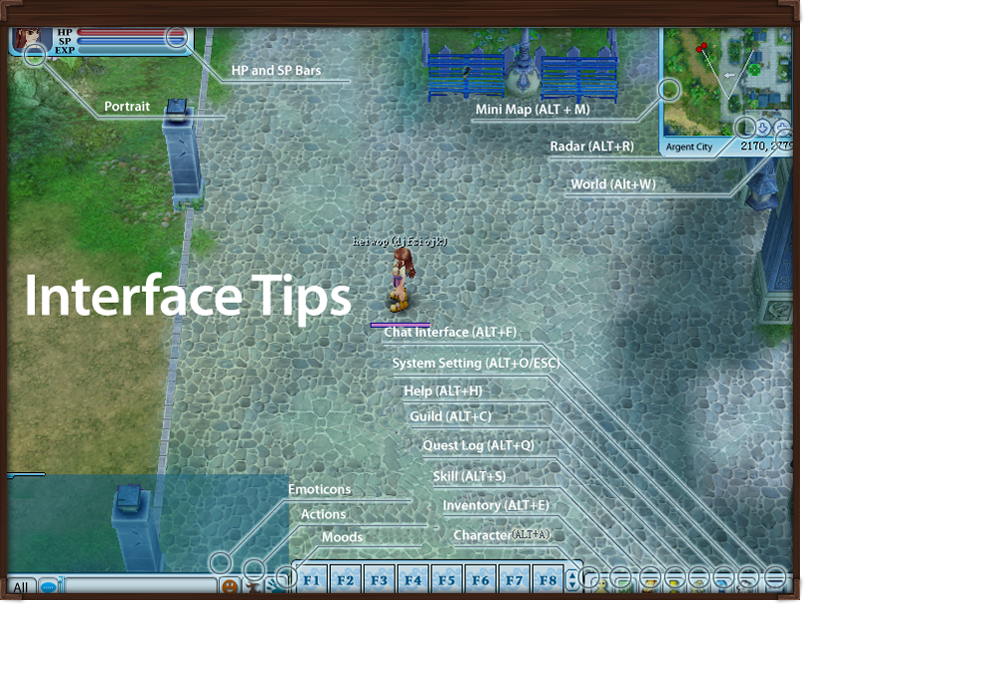 HP
SP
EXP
HP and SP Bars
Portrait
Mini Map (ALT + M)
Radar (ALT+R)
Argent City
World (Alt+W)
Interface Tips
Chat Interface (ALT+F)
System Setting (ALT+O/ESC)
Help (ALT+H)
Guild (ALT+C)
Quest Log (ALT+Q)
Skill (ALT+S)
Emoticons
Inventory (ALT+E)
Actions
Character(ALT+A)
Moods
All
F1 F2 F3 F4 F5 F6 F7 F8